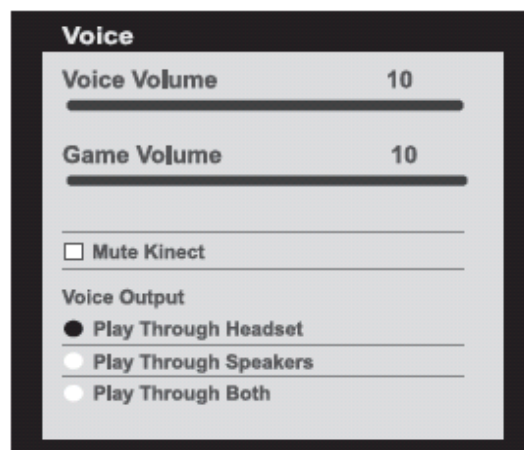 Voice
Voice Volume 10
Game Volume 10
Mute Kinect
Voice Output
Play Through Headset
Play Through Speakers
Play Through Both